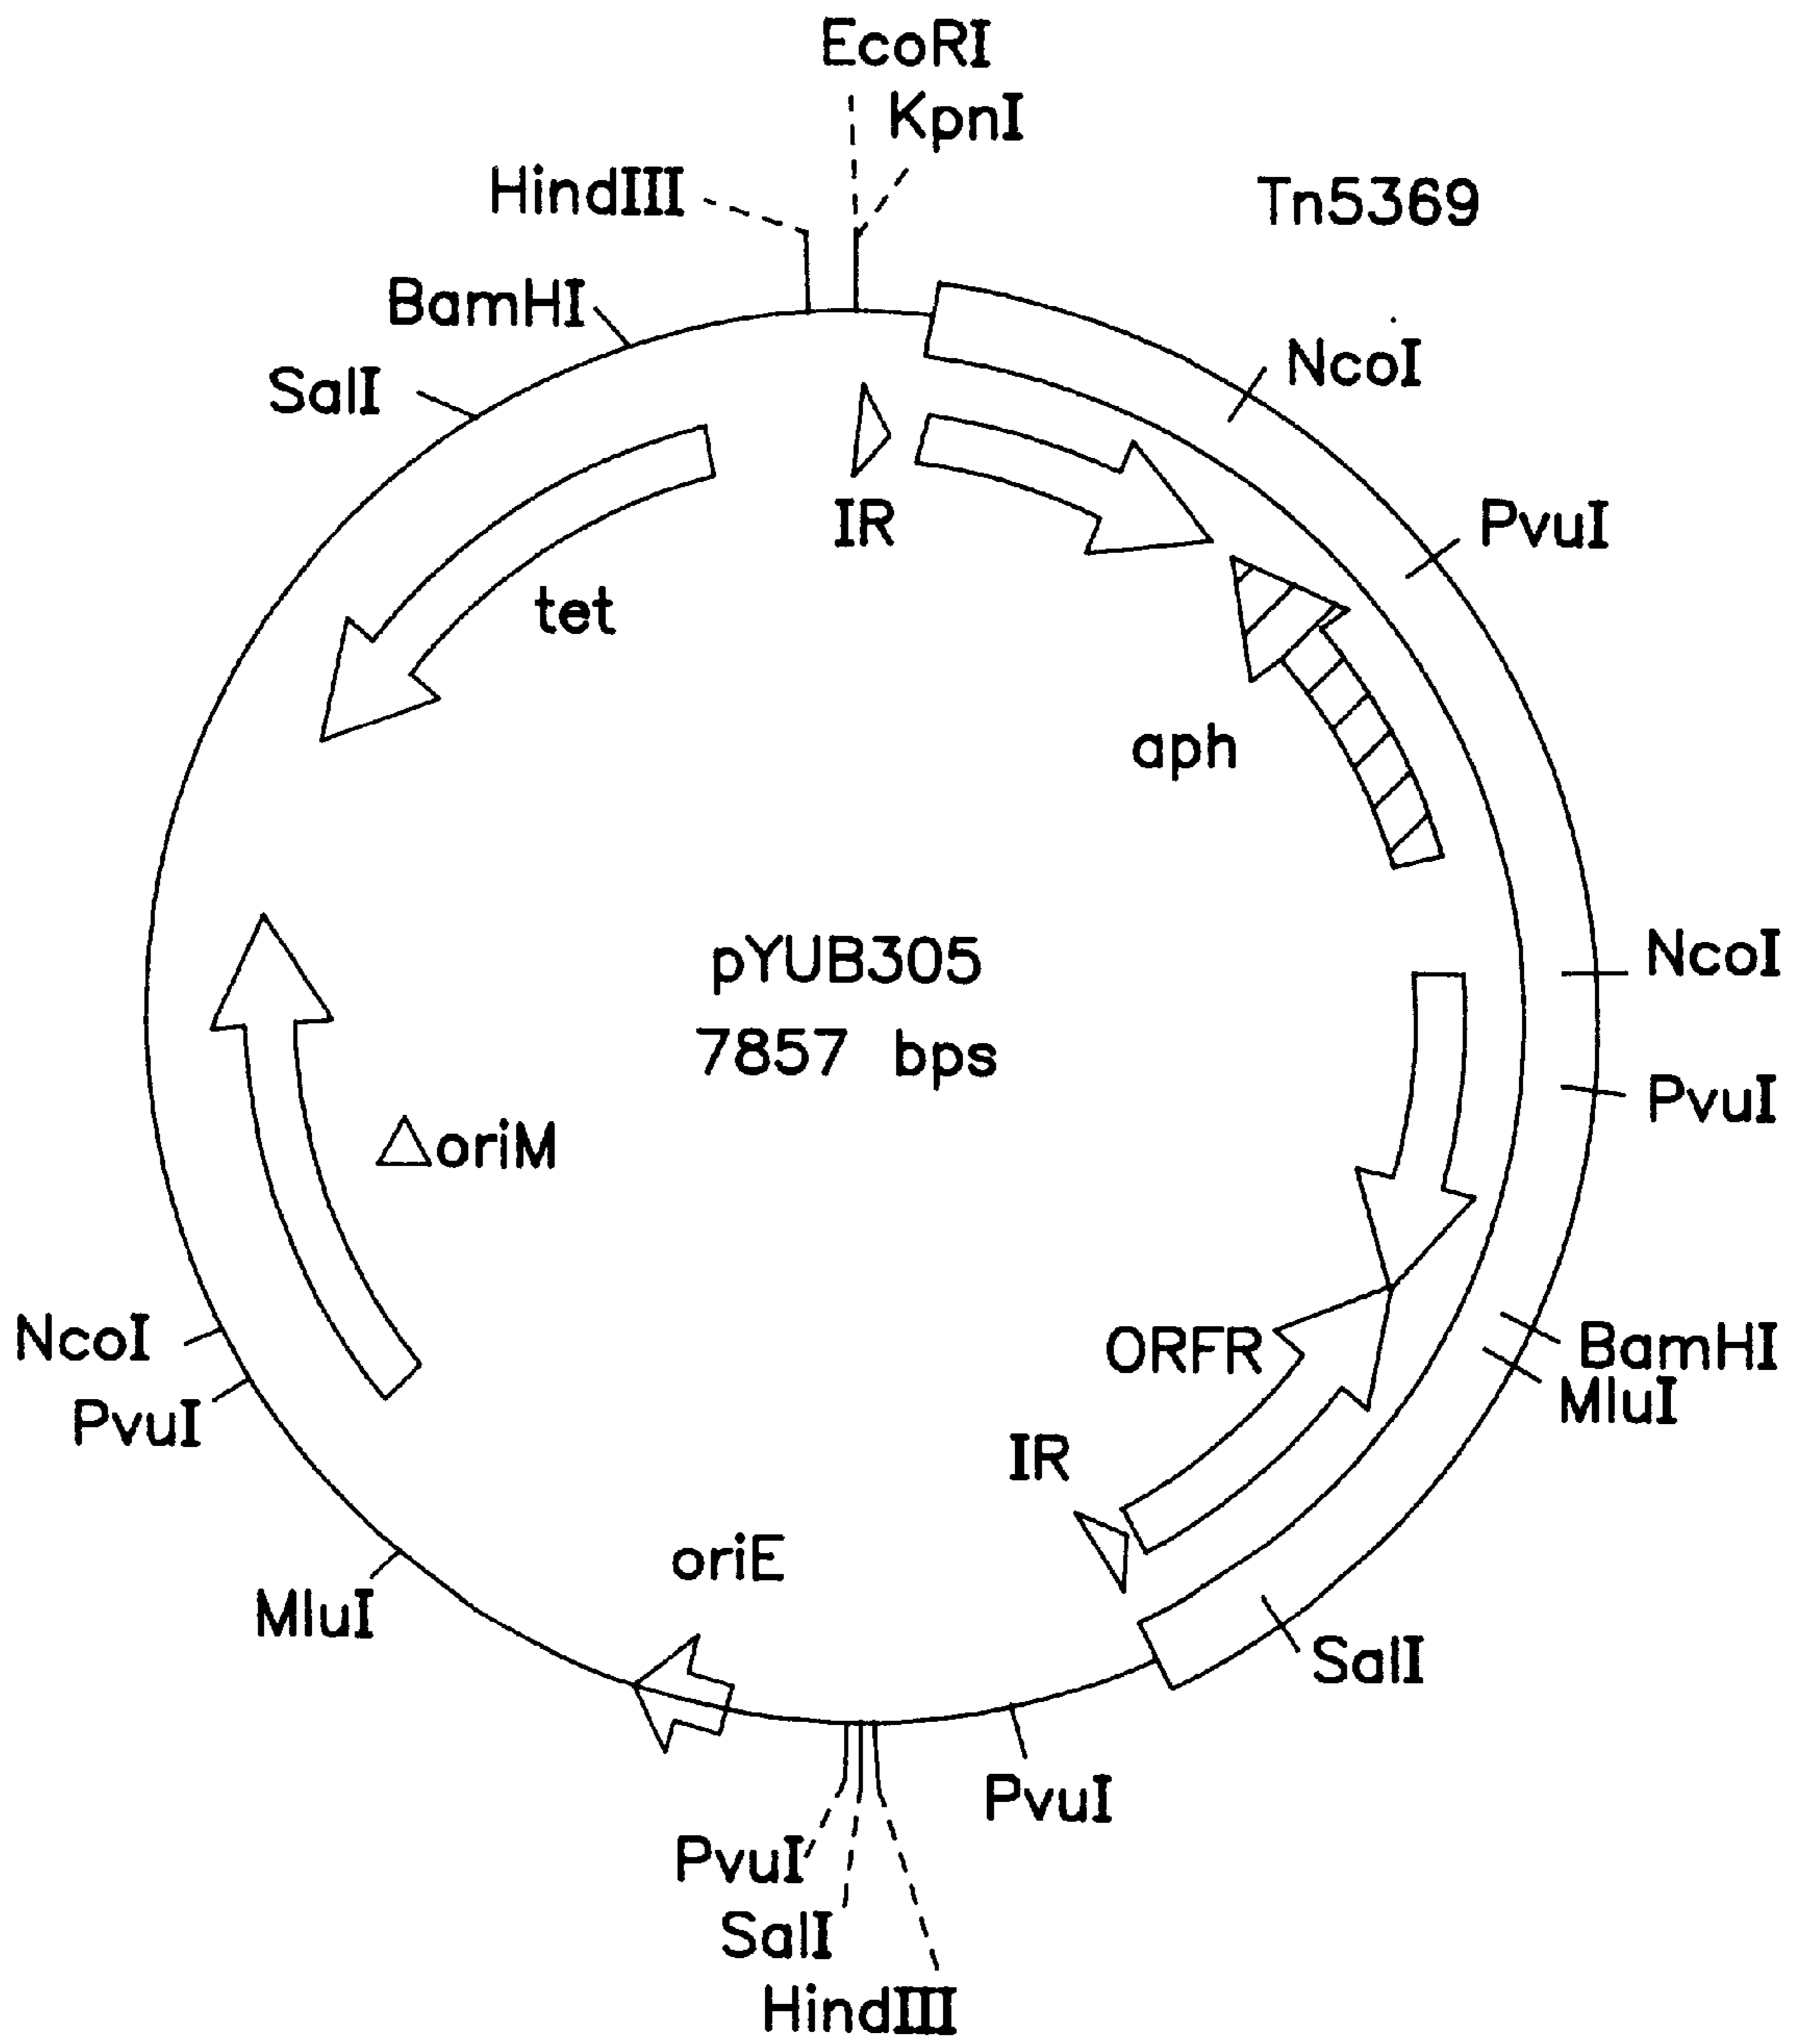 EcoRI
KpnI
HindIII
Tn5369
BamHI
NcoI
SalI
IR
PvuI
tet
aph
pYUB305
NcoI
7857 bps
PvuI
△oriM
NcoI
ORFR
BamHI
PvuI
MluI
IR
oriE
MluI
SalI
PvuI
PvuI
SalI
HindIII